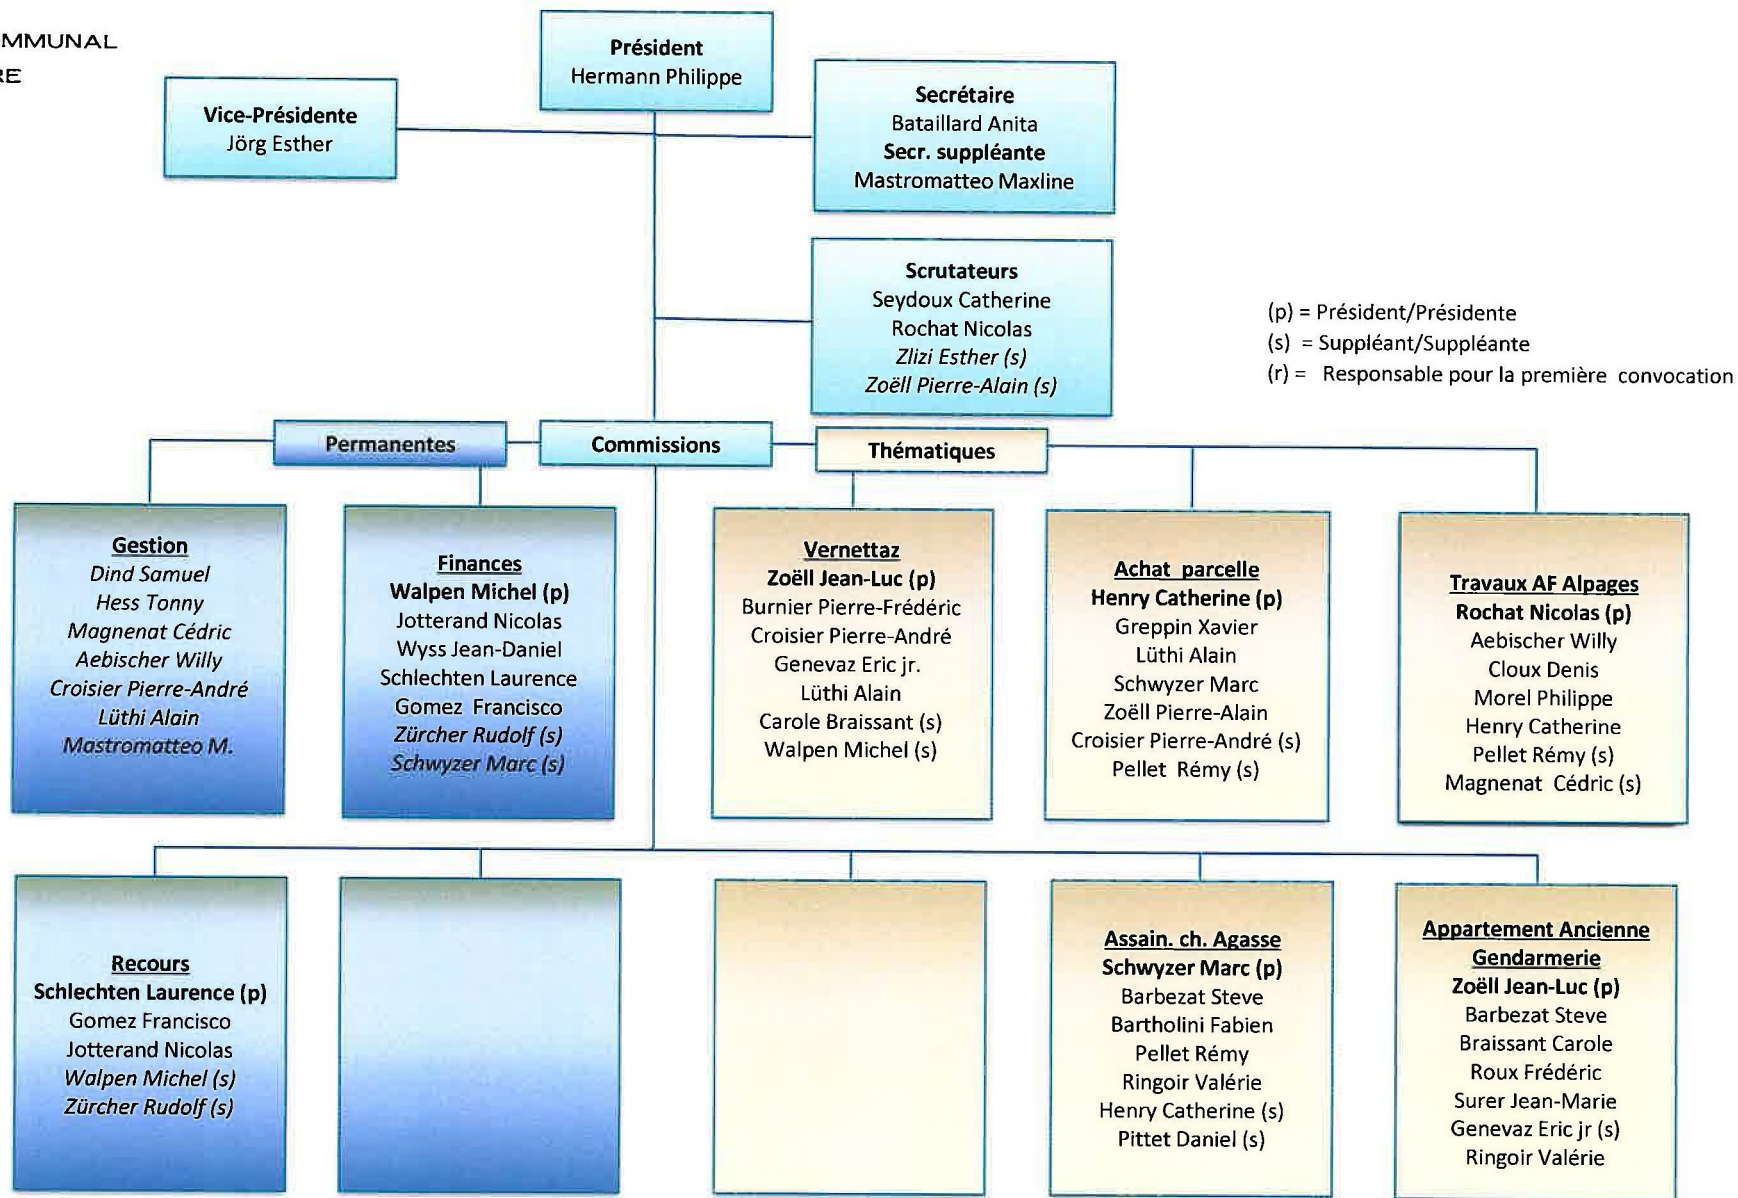 MMUNAL
RE
Président
Hermann Philippe
Vice-Présidente
Jörg Esther
Secrétaire
Bataillard Anita
Secr. suppléante
Mastromatteo Maxline
Scrutateurs
Seydoux Catherine
Rochat Nicolas
Zlizi Esther (s)
Zoëll Pierre-Alain (s)
(p) = Président/Présidente
(s) = Suppléant/Suppléante
(r) = Responsable pour la première convocation
Permanentes
Commissions
Thématiques
Gestion
Dind Samuel
Hess Tonny
Magnenat Cédric
Aebischer Willy
Croisier Pierre-André
Lüthi Alain
Mastromatteo M.
Finances
Walpen Michel (p)
Jotterand Nicolas
Wyss Jean-Daniel
Schlechten Laurence
Gomez Francisco
Zürcher Rudolf (s)
Schwyzer Marc (s)
Vernettaz
Zoëll Jean-Luc (p)
Burnier Pierre-Frédéric
Croisier Pierre-André
Genevaz Eric jr.
Lüthi Alain
Carole Braissant (s)
Walpen Michel (s)
Achat parcelle
Henry Catherine (p)
Greppin Xavier
Lüthi Alain
Schwyzer Marc
Zoëll Pierre-Alain
Croisier Pierre-André (s)
Pellet Rémy (s)
Travaux AF Alpages
Rochat Nicolas (p)
Aebischer Willy
Cloux Denis
Morel Philippe
Henry Catherine
Pellet Rémy (s)
Magnenat Cédric (s)
Recours
Schlechten Laurence (p)
Gomez Francisco
Jotterand Nicolas
Walpen Michel (s)
Zürcher Rudolf (s)
Assain. ch. Agasse
Schwyzer Marc (p)
Barbezat Steve
Bartholini Fabien
Pellet Rémy
Ringoir Valérie
Henry Catherine (s)
Pittet Daniel (s)
Appartement Ancienne
Gendarmerie
Zoëll Jean-Luc (p)
Barbezat Steve
Braissant Carole
Roux Frédéric
Surer Jean-Marie
Genevaz Eric jr (s)
Ringoir Valérie